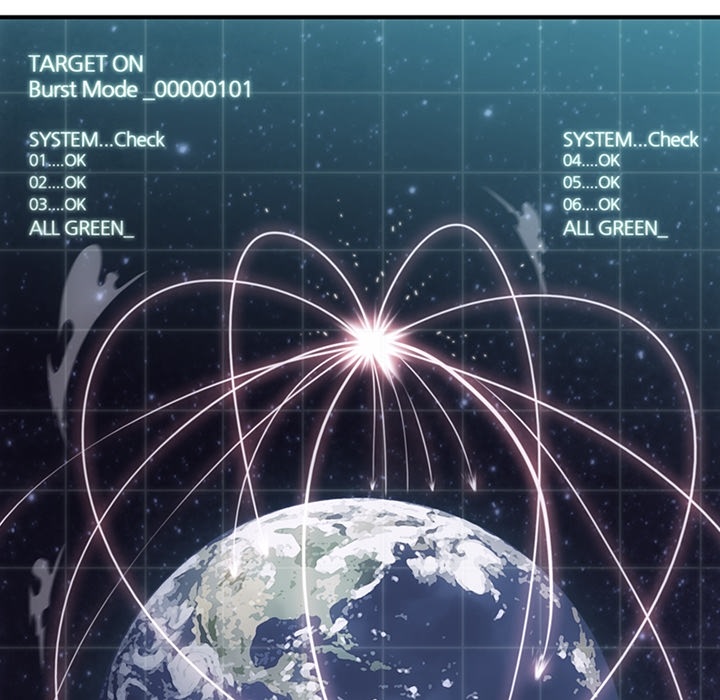 TARGET ON
Burst Mode _00000101
SYSTEM...Check
01....OK
02....OK
03....OK
ALL GREEN_
SYSTEM...Check
04....OK
05....OK
06....OK
ALL GREEN_